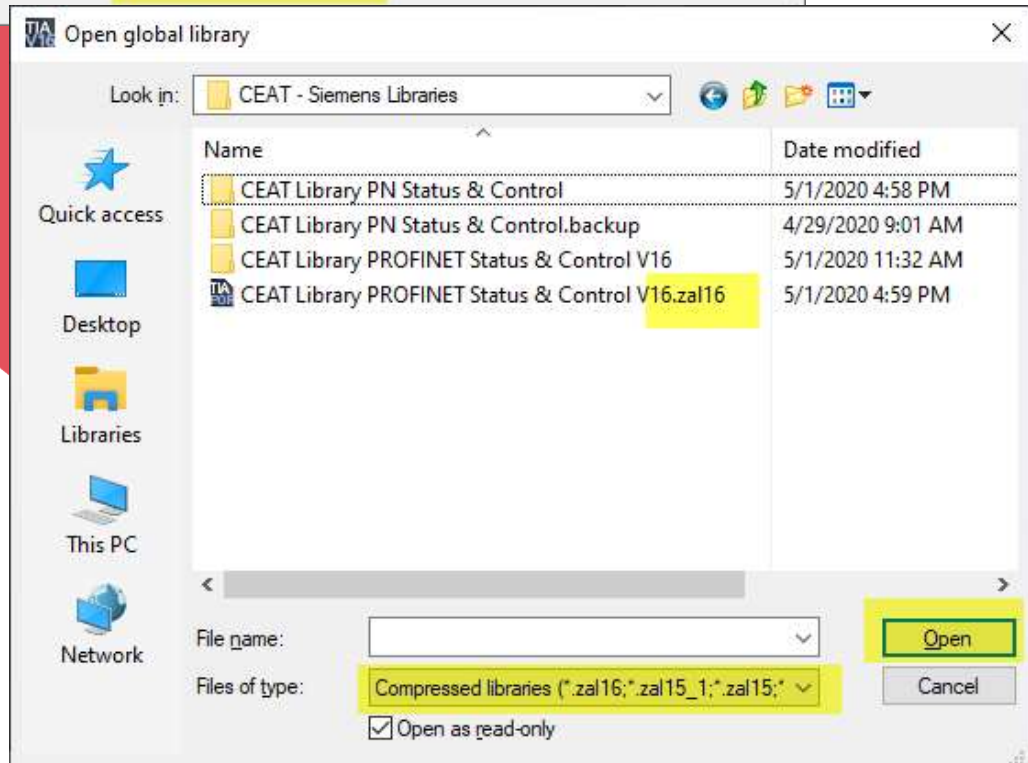 Open global library
Look in: CEAT - Siemens Libraries
Name Date modified
CEAT Library PN Status & Control 5/1/2020 4:58 PM
CEAT Library PN Status & Control.backup 4/29/2020 9:01 AM
CEAT Library PROFINET Status & Control V16 5/1/2020 11:32 AM
CEAT Library PROFINET Status & Control V16.zal16 5/1/2020 4:59 PM
Quick access
Desktop
Libraries
This PC
Network
File name:
Open
Files of type: Compressed libraries (*.zal16;*.zal15_1;*.zal15;*
Cancel
Open as read-only